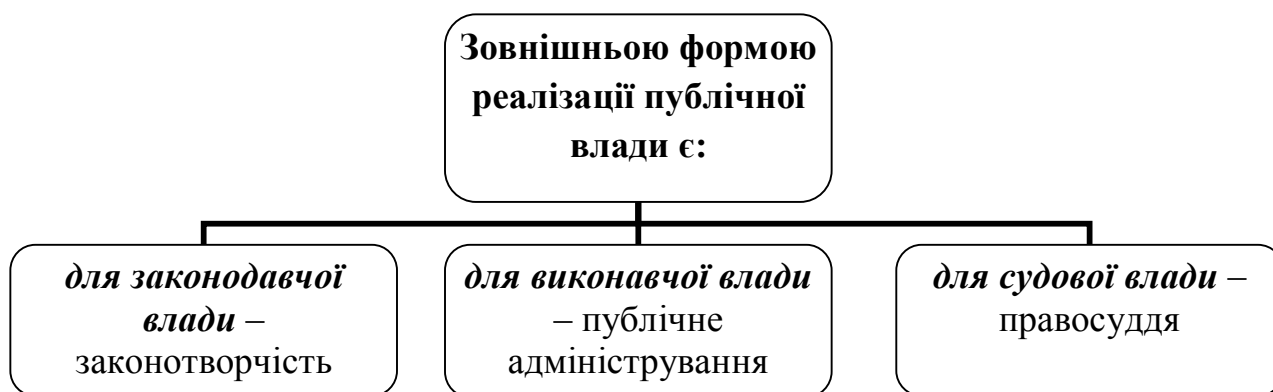 Зовнішньою формою
реалізації публічної
влади є:
для законодавчої
влади –
законотворчість
для виконавчої влади
– публічне
адміністрування
для судової влади –
правосуддя